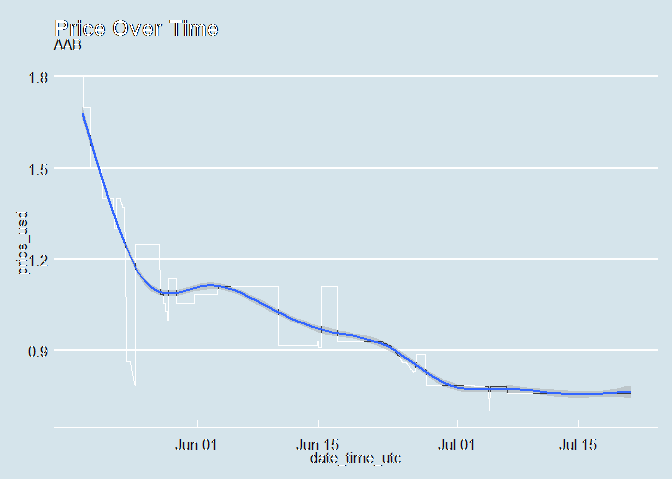 Price Over Time
AAB
1.8
1.5
1.2
0.9
price_usd
Jun 01
Jun 15
Jul 01
Jul 15
date_time_utc